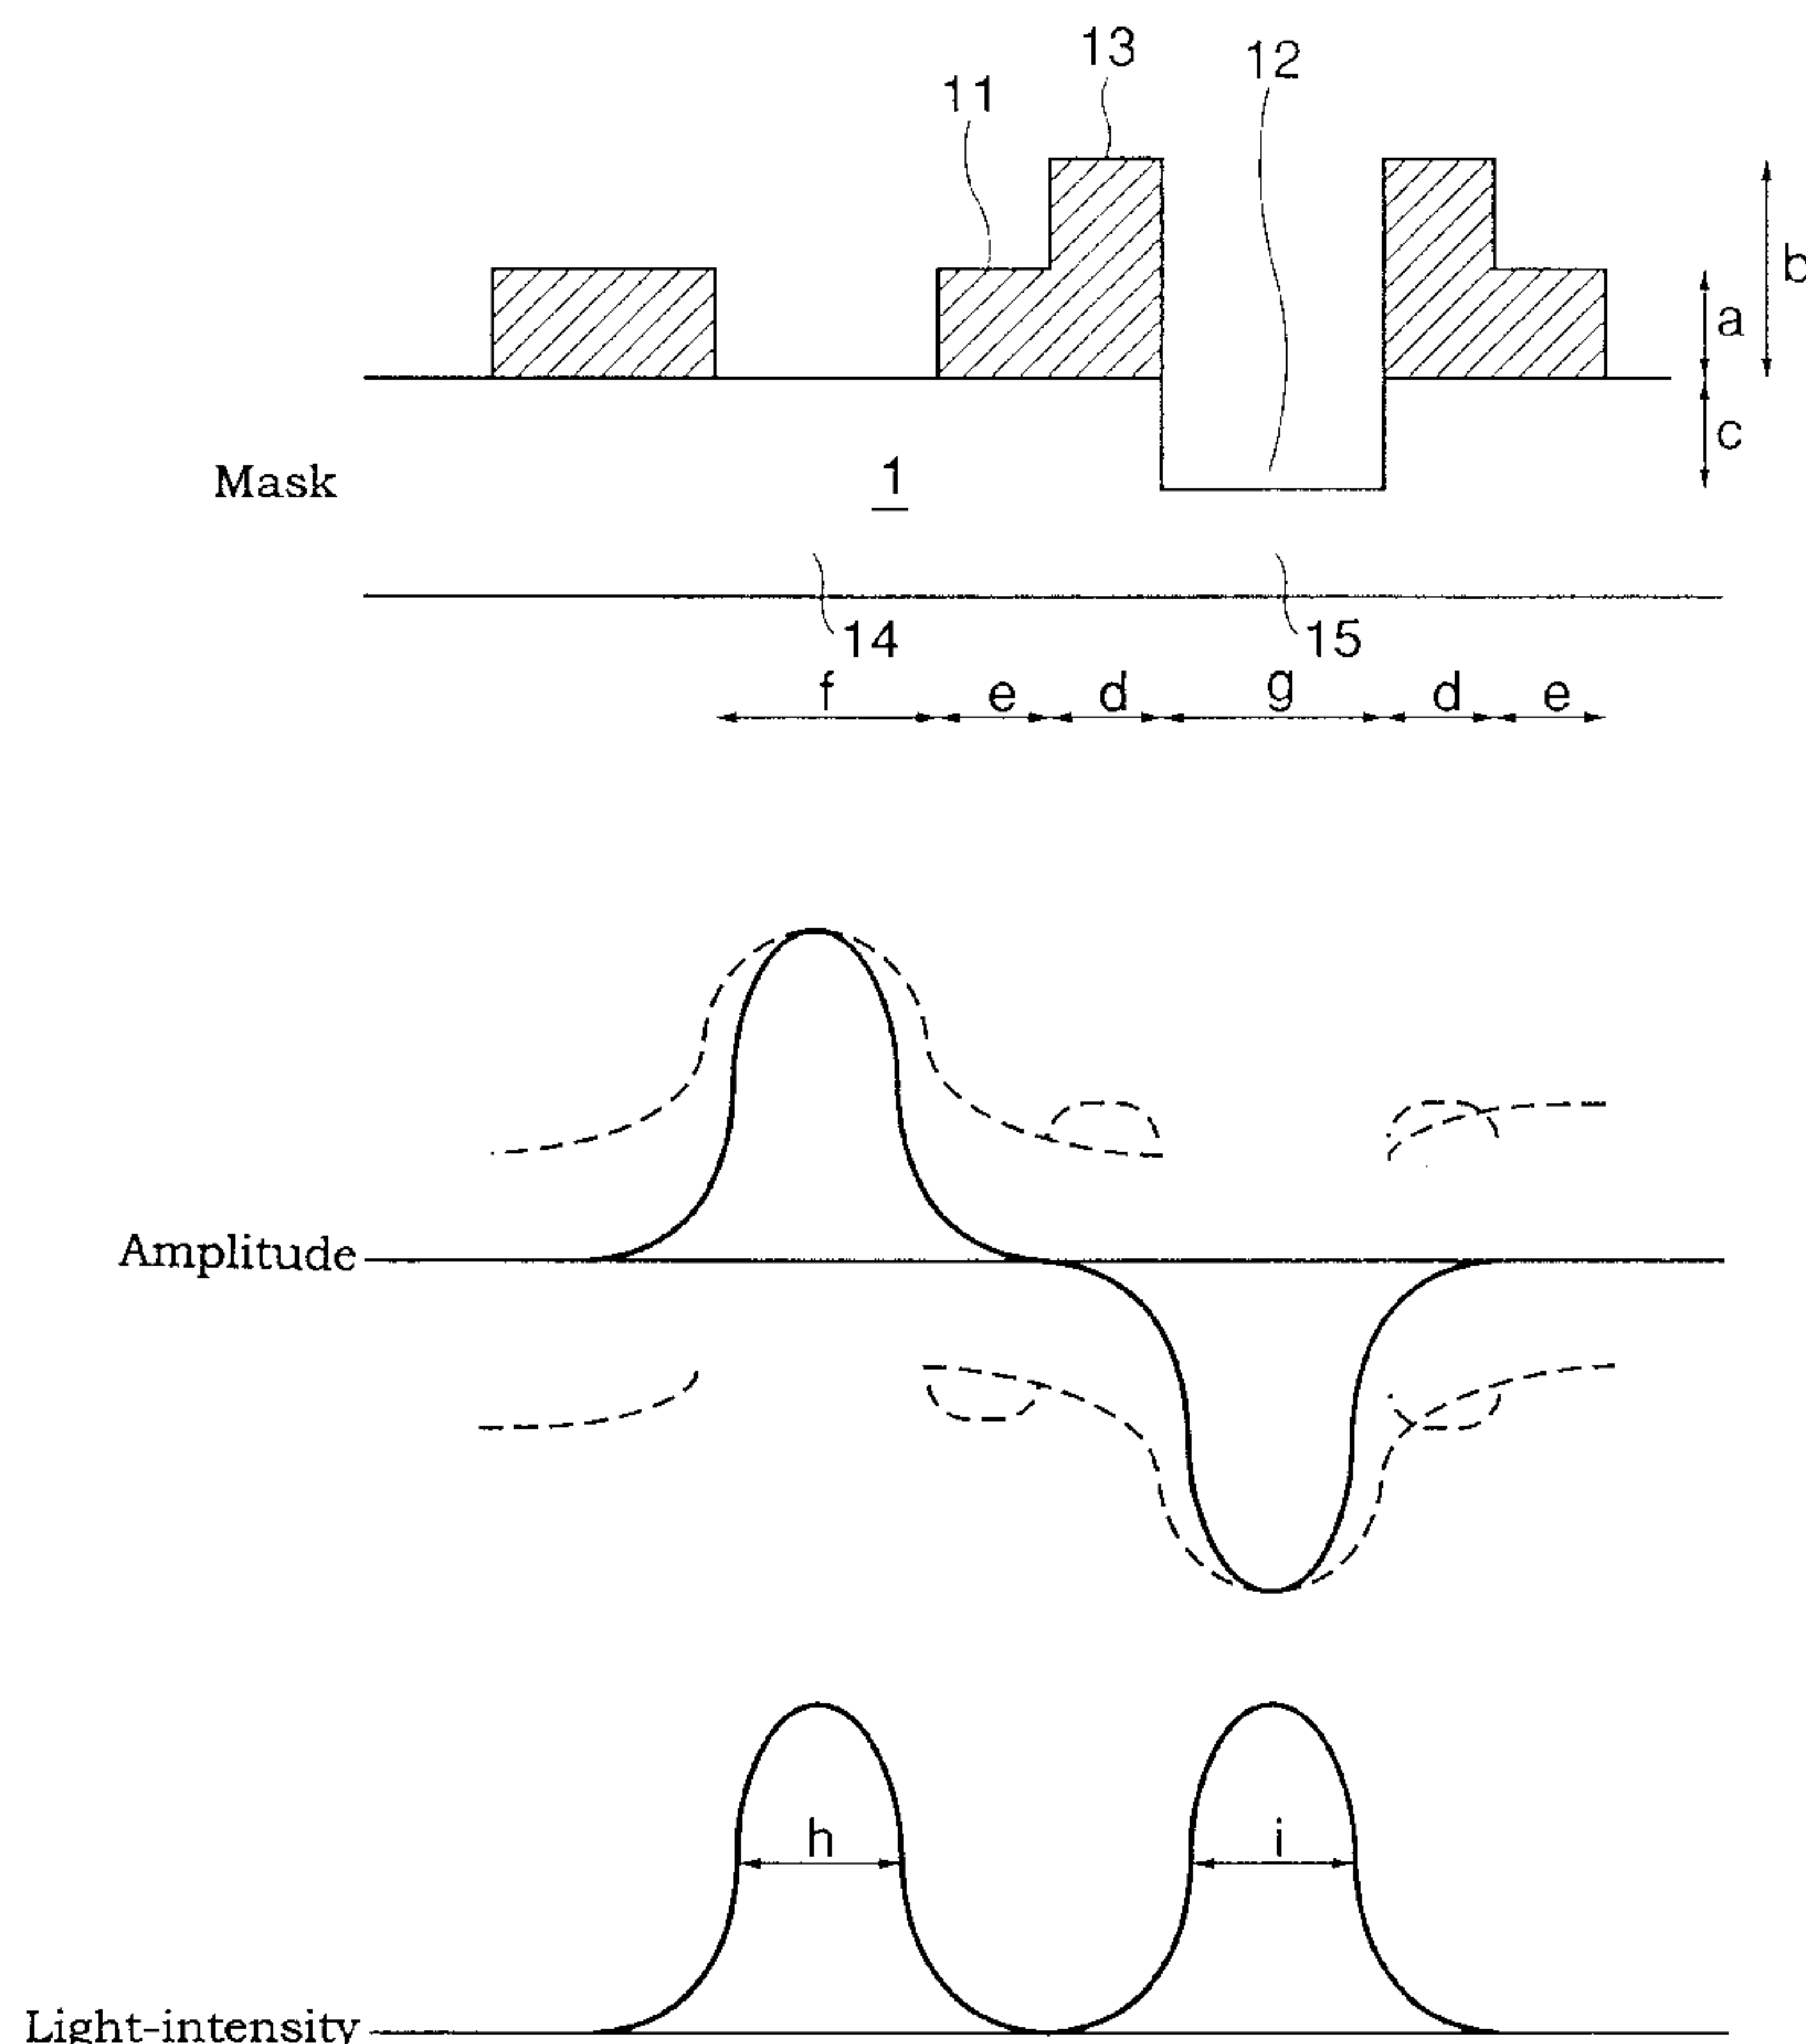 13
12
11
b
a
c
Mask
1
14
15
f e d g d e
Amplitude
h i
Light-intensity